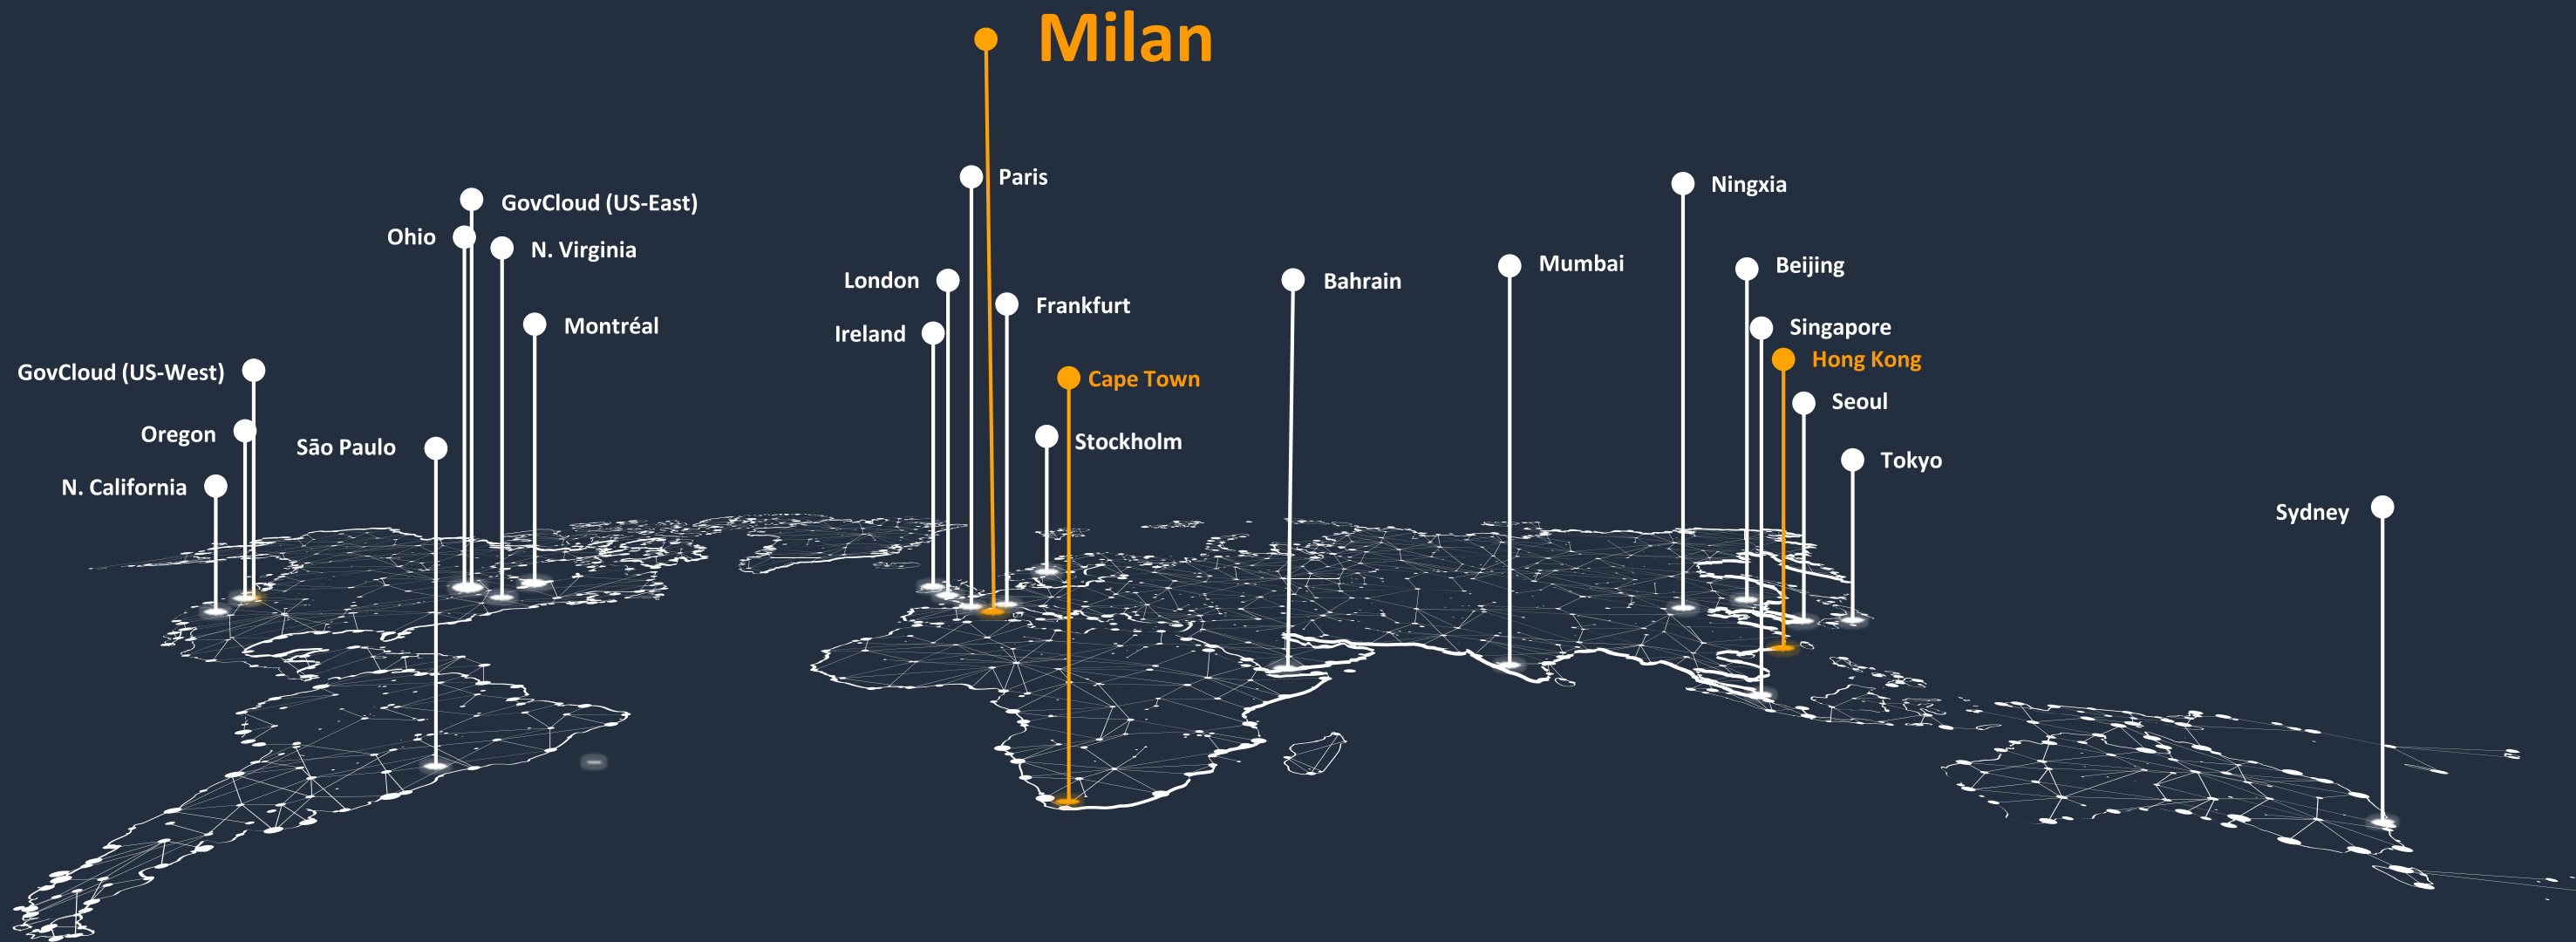 Milan
Paris
Ningxia
GovCloud (US-East)
Ohio
N. Virginia
Mumbai
Beijing
London
Bahrain
Frankfurt
Montréal
Singapore
Ireland
Hong Kong
GovCloud (US-West)
Cape Town
Seoul
Oregon
São Paulo
Stockholm
Tokyo
N. California
Sydney